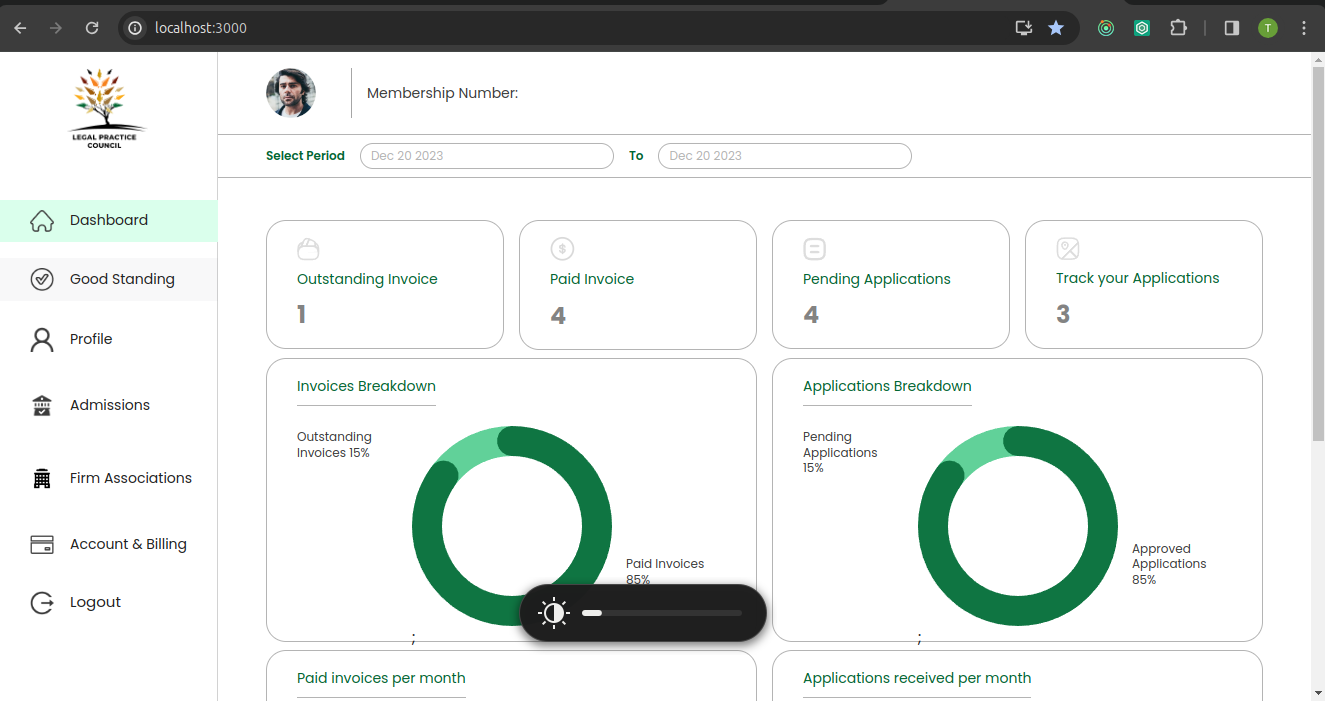 localhost:3000
T
LEGAL PRACTICE
COUNCIL
Membership Number:
Select Period
Dec 20 2023
To
Dec 20 2023
Dashboard
Good Standing
Profile
Admissions
Firm Associations
Account & Billing
Logout
Outstanding Invoice
1
$
Paid Invoice
4
Pending Applications
4
Track your Applications
3
Invoices Breakdown
Outstanding
Invoices 15%
Paid Invoices
85%
;
Applications Breakdown
Pending
Applications
15%
Approved
Applications
85%
;
Paid invoices per month
Applications received per month